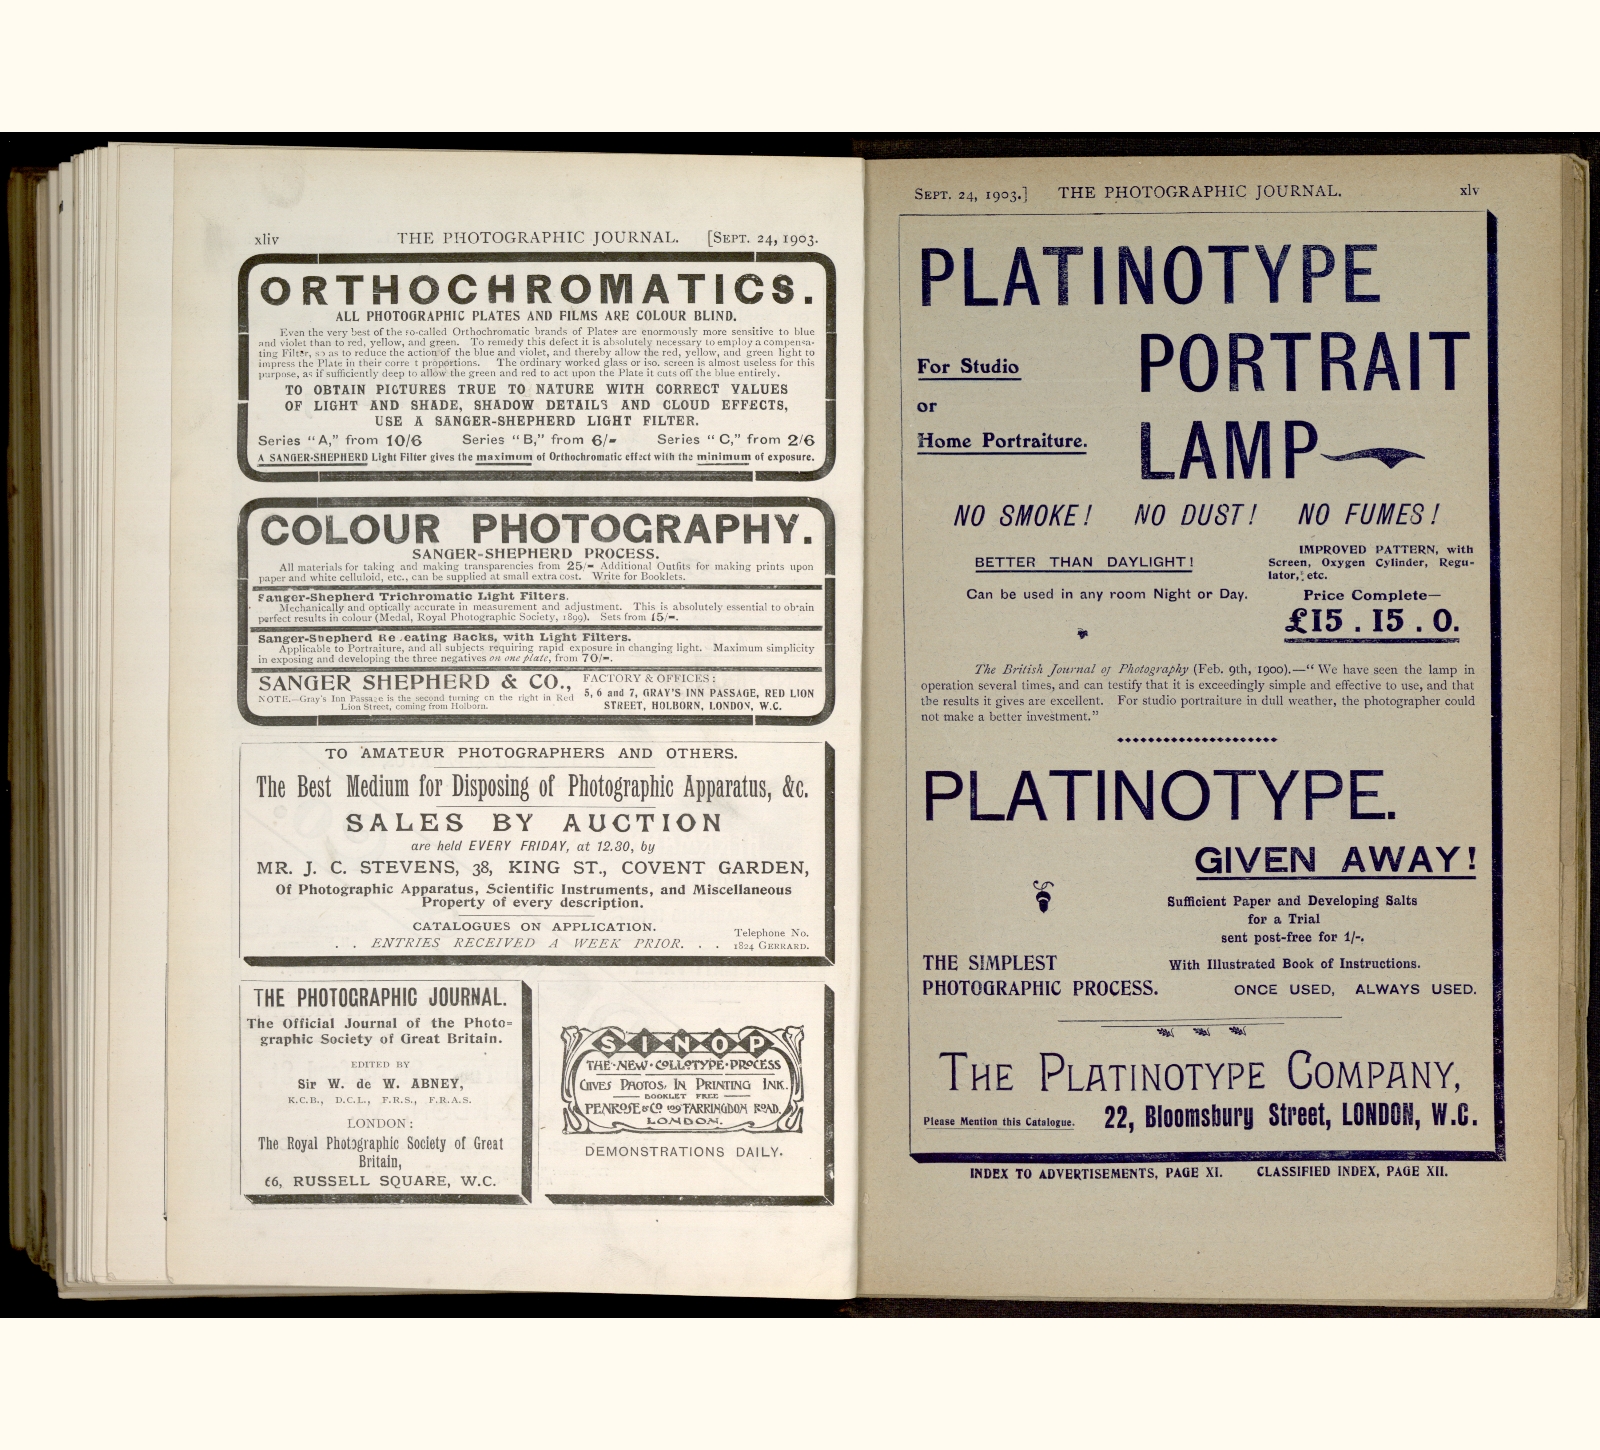 xliv THE PHOTOGRAPHIC JOURNAL. [SEPT. 24, 1903.
ORTHOCHROMATICS.
ALL PHOTOGRAPHIC PLATES AND FILMS ARE COLOUR BLIND.
Even the very best of the so-called Orthochromatic brands of Plates are enormously more sensitive to blue
and violet than to red, yellow, and green. To remedy this defect it is absolutely necessary to employ a compensa-
ting Filter, so as to reduce the action of the blue and violet, and thereby allow the red, yellow, and green light to
impress the Plate in their corre t proportions. The ordinary worked glass or iso. screen is almost useless for this
purpose, as if sufficiently deep to allow the green and red to act upon the Plate it cuts off the blue entirely.
TO OBTAIN PICTURES TRUE TO NATURE WITH CORRECT VALUES
OF LIGHT AND SHADE, SHADOW DETAILS AND CLOUD EFFECTS,
USE A SANGER-SHEPHERD LIGHT FILTER.
Series "A," from 10/6 Series "B," from 6/- Series "C," from 2/6
A SANGER-SHEPHERD Light Filter gives the maximum of Orthochromatic effect with the minimum of exposure.
COLOUR PHOTOGRAPHY.
SANGER-SHEPHERD PROCESS.
All materials for taking and making transparencies from 25/- Additional Outfits for making prints upon
paper and white celluloid, etc., can be supplied at small extra cost. Write for Booklets.
Sanger-Shepherd Trichromatic Light Filters.
Mechanically and optically accurate in measurement and adjustment. This is absolutely essential to obtain
perfect results in colour (Medal, Royal Photographic Society, 1899). Sets from 15/-.
Sanger-Shepherd Re eating Backs, with Light Filters.
Applicable to Portraiture, and all subjects requiring rapid exposure in changing light. Maximum simplicity
in exposing and developing the three negatives on one plate, from 70/-.
SANGER SHEPHERD & CO., FACTORY & OFFICES:
NOTE.—Gray's Inn Passage is the second turning on the right in Red
Lion Street, coming from Holborn.
5, 6 and 7, GRAY'S INN PASSAGE, RED LION
STREET, HOLBORN, LONDON, W.C.
TO AMATEUR PHOTOGRAPHERS AND OTHERS.
The Best Medium for Disposing of Photographic Apparatus, &c.
SALES BY AUCTION
are held EVERY FRIDAY, at 12.30, by
MR. J. C. STEVENS, 38, KING ST., COVENT GARDEN,
Of Photographic Apparatus, Scientific Instruments, and Miscellaneous
Property of every description.
CATALOGUES ON APPLICATION.
. . ENTRIES RECEIVED A WEEK PRIOR. . .
Telephone No.
1824 GERRARD.
THE PHOTOGRAPHIC JOURNAL.
The Official Journal of the Photo-
graphic Society of Great Britain.
EDITED BY
Sir W. de W. ABNEY,
K.C.B., D.C.L., F.R.S., F.R.A.S.
LONDON:
The Royal Photographic Society of Great
Britain,
66, RUSSELL SQUARE, W.C.
SINOP
THE·NEW·COLLOTYPE·PROCESS
GIVES PHOTOS. IN PRINTING INK.
BOOKLET FREE
PENROSE & CO 109 FARRINGDON ROAD,
LONDON.
DEMONSTRATIONS DAILY.
SEPT. 24, 1903.] THE PHOTOGRAPHIC JOURNAL. xlv
PLATINOTYPE
PORTRAIT
LAMP
For Studio
or
Home Portraiture.
NO SMOKE! NO DUST! NO FUMES!
BETTER THAN DAYLIGHT!
Can be used in any room Night or Day.
IMPROVED PATTERN, with
Screen, Oxygen Cylinder, Regu-
lator, etc.
Price Complete—
£15 . 15 . 0.
The British Journal of Photography (Feb. 9th, 1900).—"We have seen the lamp in
operation several times, and can testify that it is exceedingly simple and effective to use, and that
the results it gives are excellent. For studio portraiture in dull weather, the photographer could
not make a better investment."
PLATINOTYPE.
GIVEN AWAY!
Sufficient Paper and Developing Salts
for a Trial
sent post-free for 1/-.
THE SIMPLEST
PHOTOGRAPHIC PROCESS.
With Illustrated Book of Instructions.
ONCE USED, ALWAYS USED.
THE PLATINOTYPE COMPANY,
Please Mention this Catalogue. 22, Bloomsbury Street, LONDON, W.C.
INDEX TO ADVERTISEMENTS, PAGE XI. CLASSIFIED INDEX, PAGE XII.